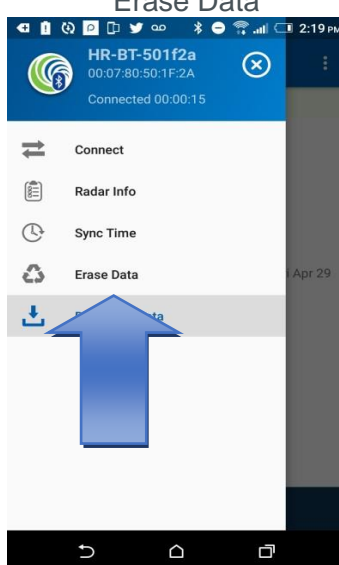 Erase Data
2:19 PM
HR-BT-501f2a
00:07:80:50:1F:2A
Connected 00:00:15
Connect
Radar Info
Sync Time
Erase Data
Apr 29